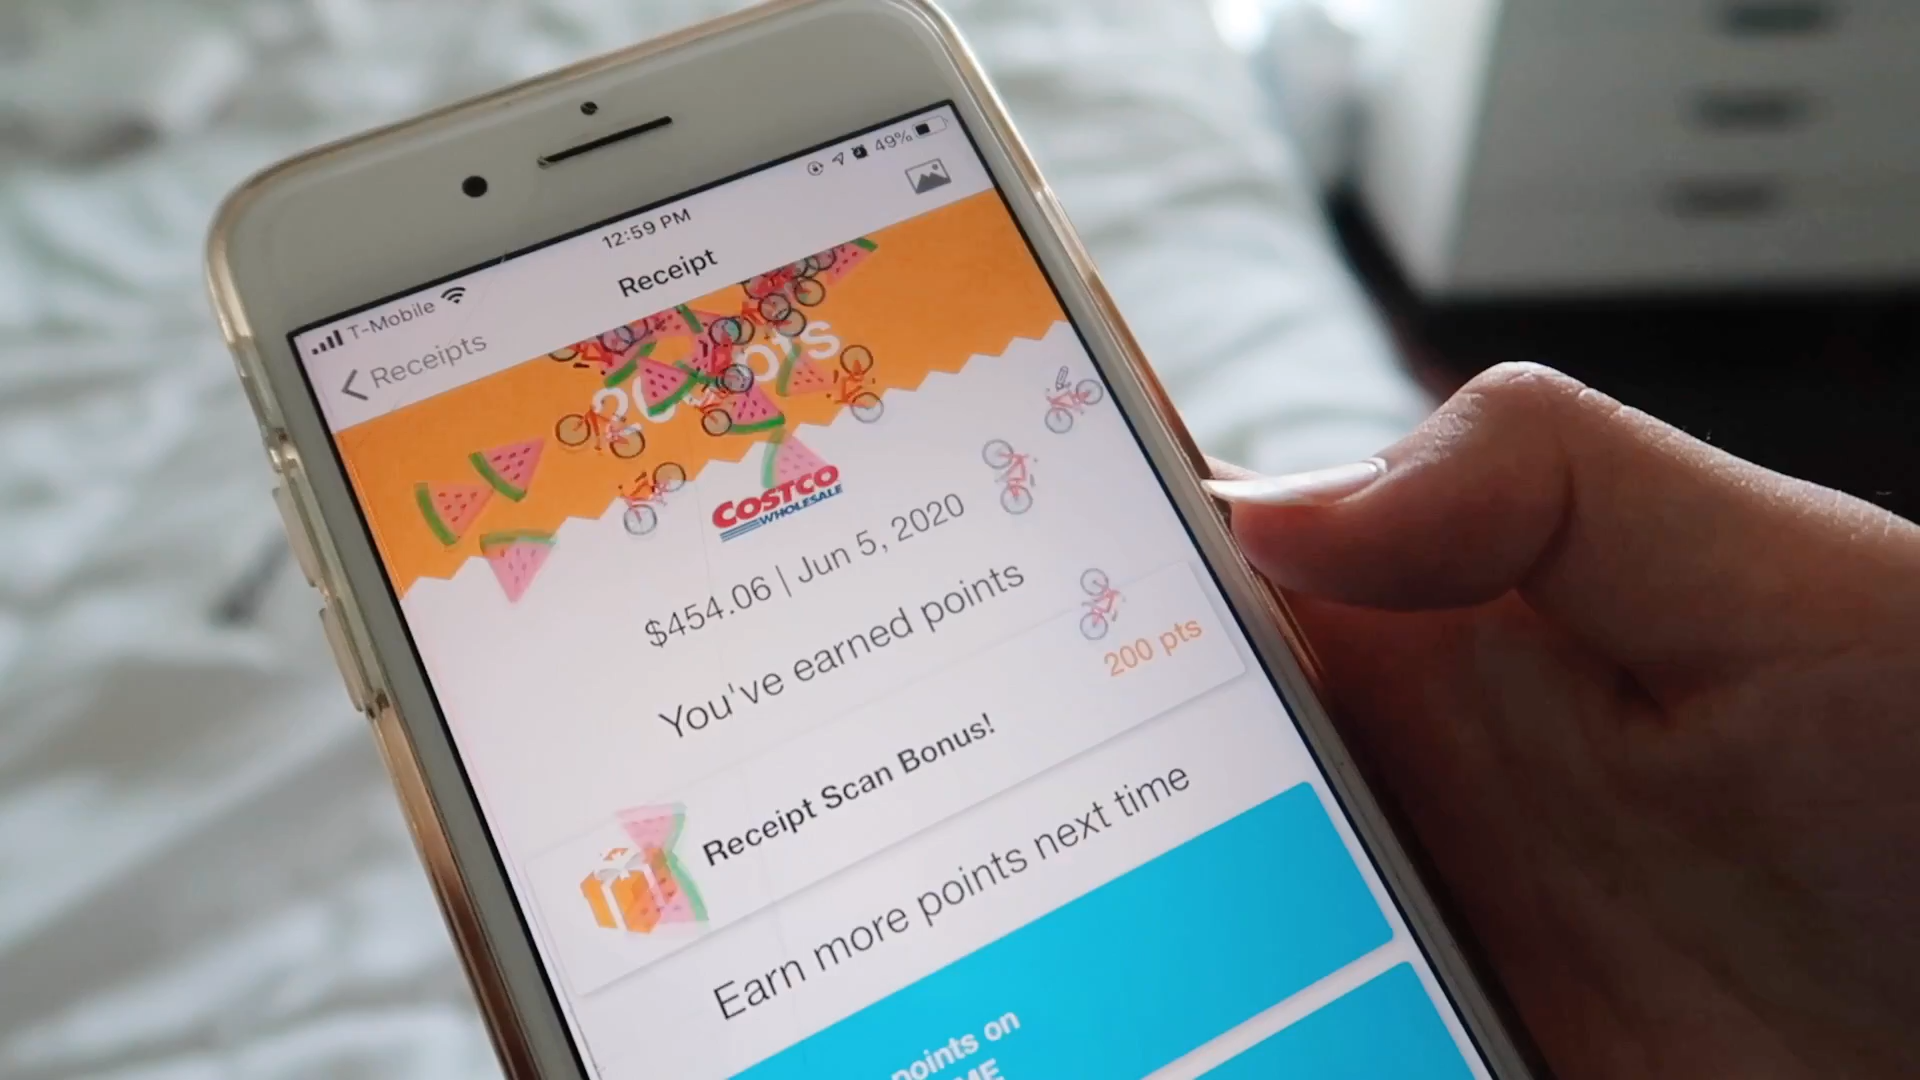 T-Mobile
12:59 PM
49%
Receipts
Receipt
pts
COSTCO
WHOLESALE
$454.06 | Jun 5, 2020
You've earned points
200 pts
Receipt Scan Bonus!
Earn more points next time
points on